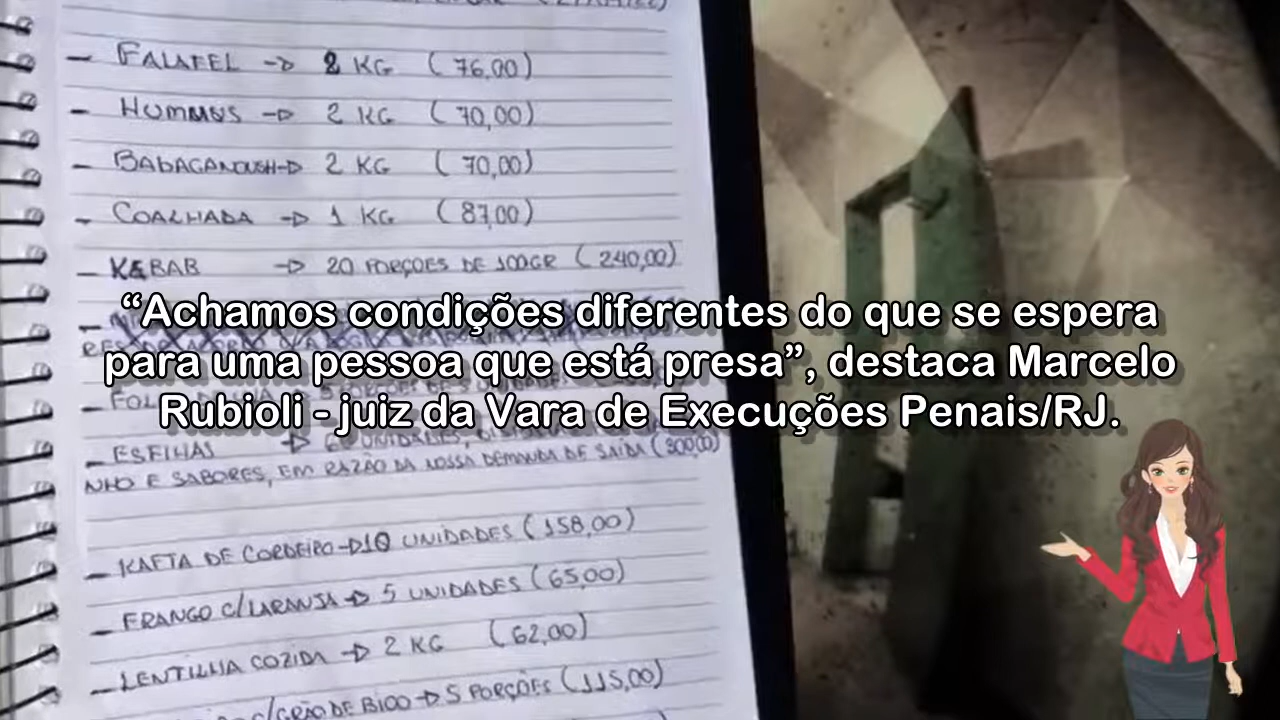 - FALAFEL → 2 KG (76,00)
- HUMMUS → 2 KG (70,00)
- BABAGANOUSH → 2 KG (70,00)
- COALHADA → 1 KG (87,00)
- KEBAB → 20 PORÇÕES DE 100GR (240,00)
“Achamos condições diferentes do que se espera
para uma pessoa que está presa”, destaca Marcelo
Rubioli - juiz da Vara de Execuções Penais/RJ.
- ESFIHAS → UNIDADES,
NHO E SABORES, EM RAZÃO DA NOSSA DEMANDA DE SAÍDA (300,00)
- KAFTA DE CORDEIRO → 10 UNIDADES (158,00)
- FRANGO C/LARANJA → 5 UNIDADES (65,00)
- LENTILHA COZIDA → 2 KG (62,00)
C/GRÃO DE BICO → 5 PORÇÕES (115,00)